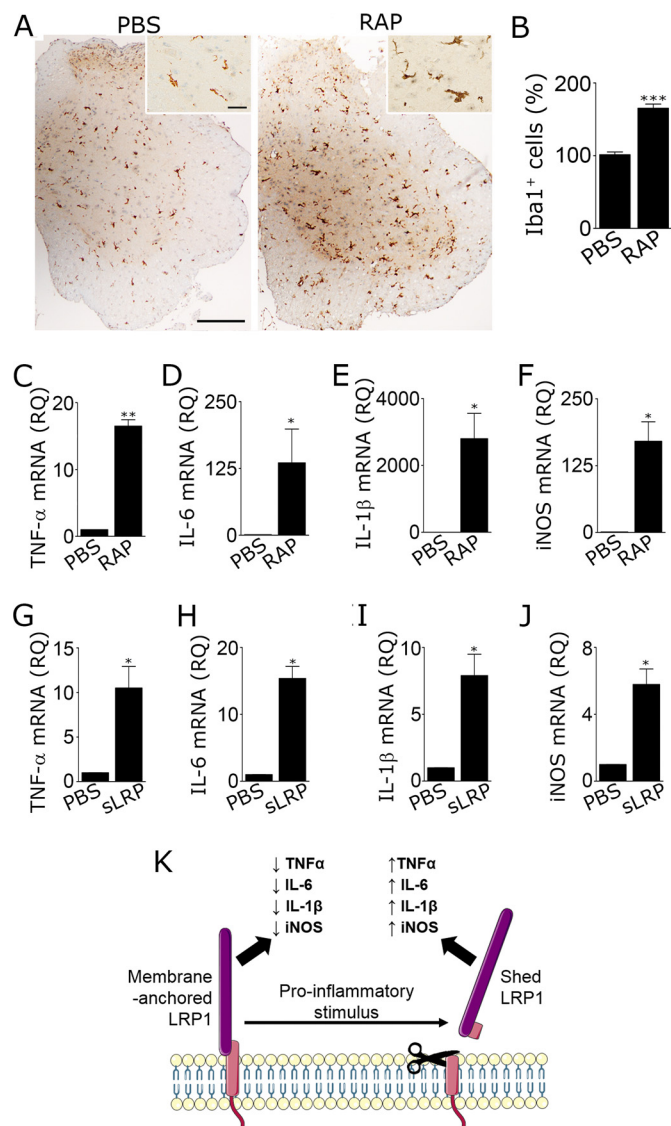 A
PBS
RAP
B
Iba1⁺ cells (%)
200
100
0
***
PBS
RAP
C
TNF-α mRNA (RQ)
20
10
0
**
PBS
RAP
D
IL-6 mRNA (RQ)
250
125
0
*
PBS
RAP
E
IL-1β mRNA (RQ)
4000
2000
0
*
PBS
RAP
F
iNOS mRNA (RQ)
250
125
0
*
PBS
RAP
G
TNF-α mRNA (RQ)
15
10
5
0
*
PBS
sLRP
H
IL-6 mRNA (RQ)
20
10
0
*
PBS
sLRP
I
IL-1β mRNA (RQ)
10
5
0
*
PBS
sLRP
J
iNOS mRNA (RQ)
8
4
0
*
PBS
sLRP
K
↓ TNFα
↓ IL-6
↓ IL-1β
↓ iNOS
↑TNFα
↑ IL-6
↑ IL-1β
↑ iNOS
Membrane
-anchored
LRP1
Pro-inflammatory
stimulus
Shed
LRP1